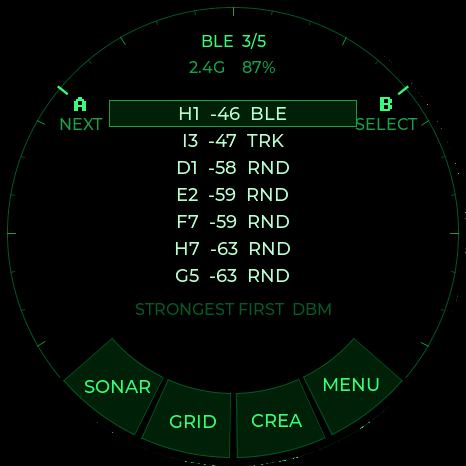 BLE 3/5
2.4G 87%
A
NEXT
B
SELECT
H1 -46 BLE
I3 -47 TRK
D1 -58 RND
E2 -59 RND
F7 -59 RND
H7 -63 RND
G5 -63 RND
STRONGEST FIRST DBM
SONAR
GRID
CREA
MENU